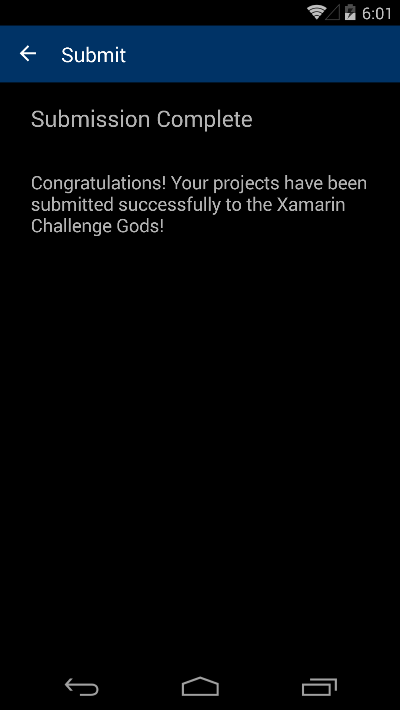 6:01
Submit
Submission Complete
Congratulations! Your projects have been
submitted successfully to the Xamarin
Challenge Gods!